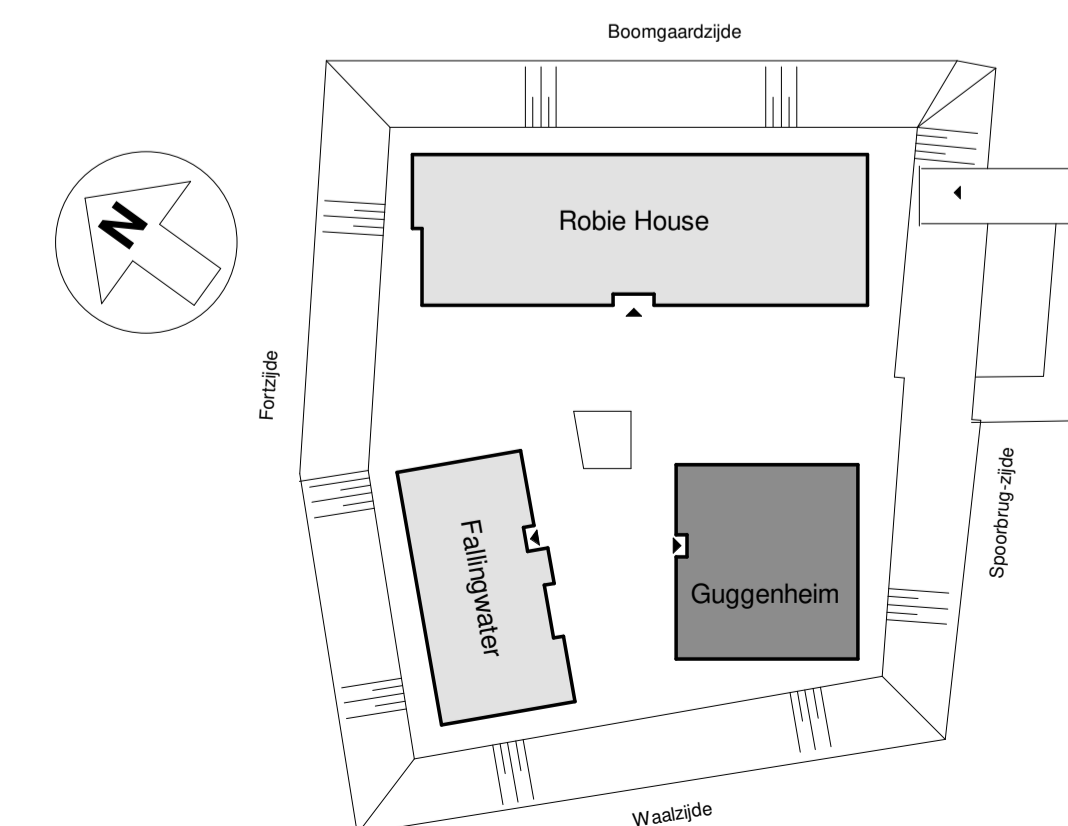 Boomgaardzijde
N
Robie House
Fortzijde
Fallingwater
Guggenheim
Spoorbrug-zijde
Waalzijde